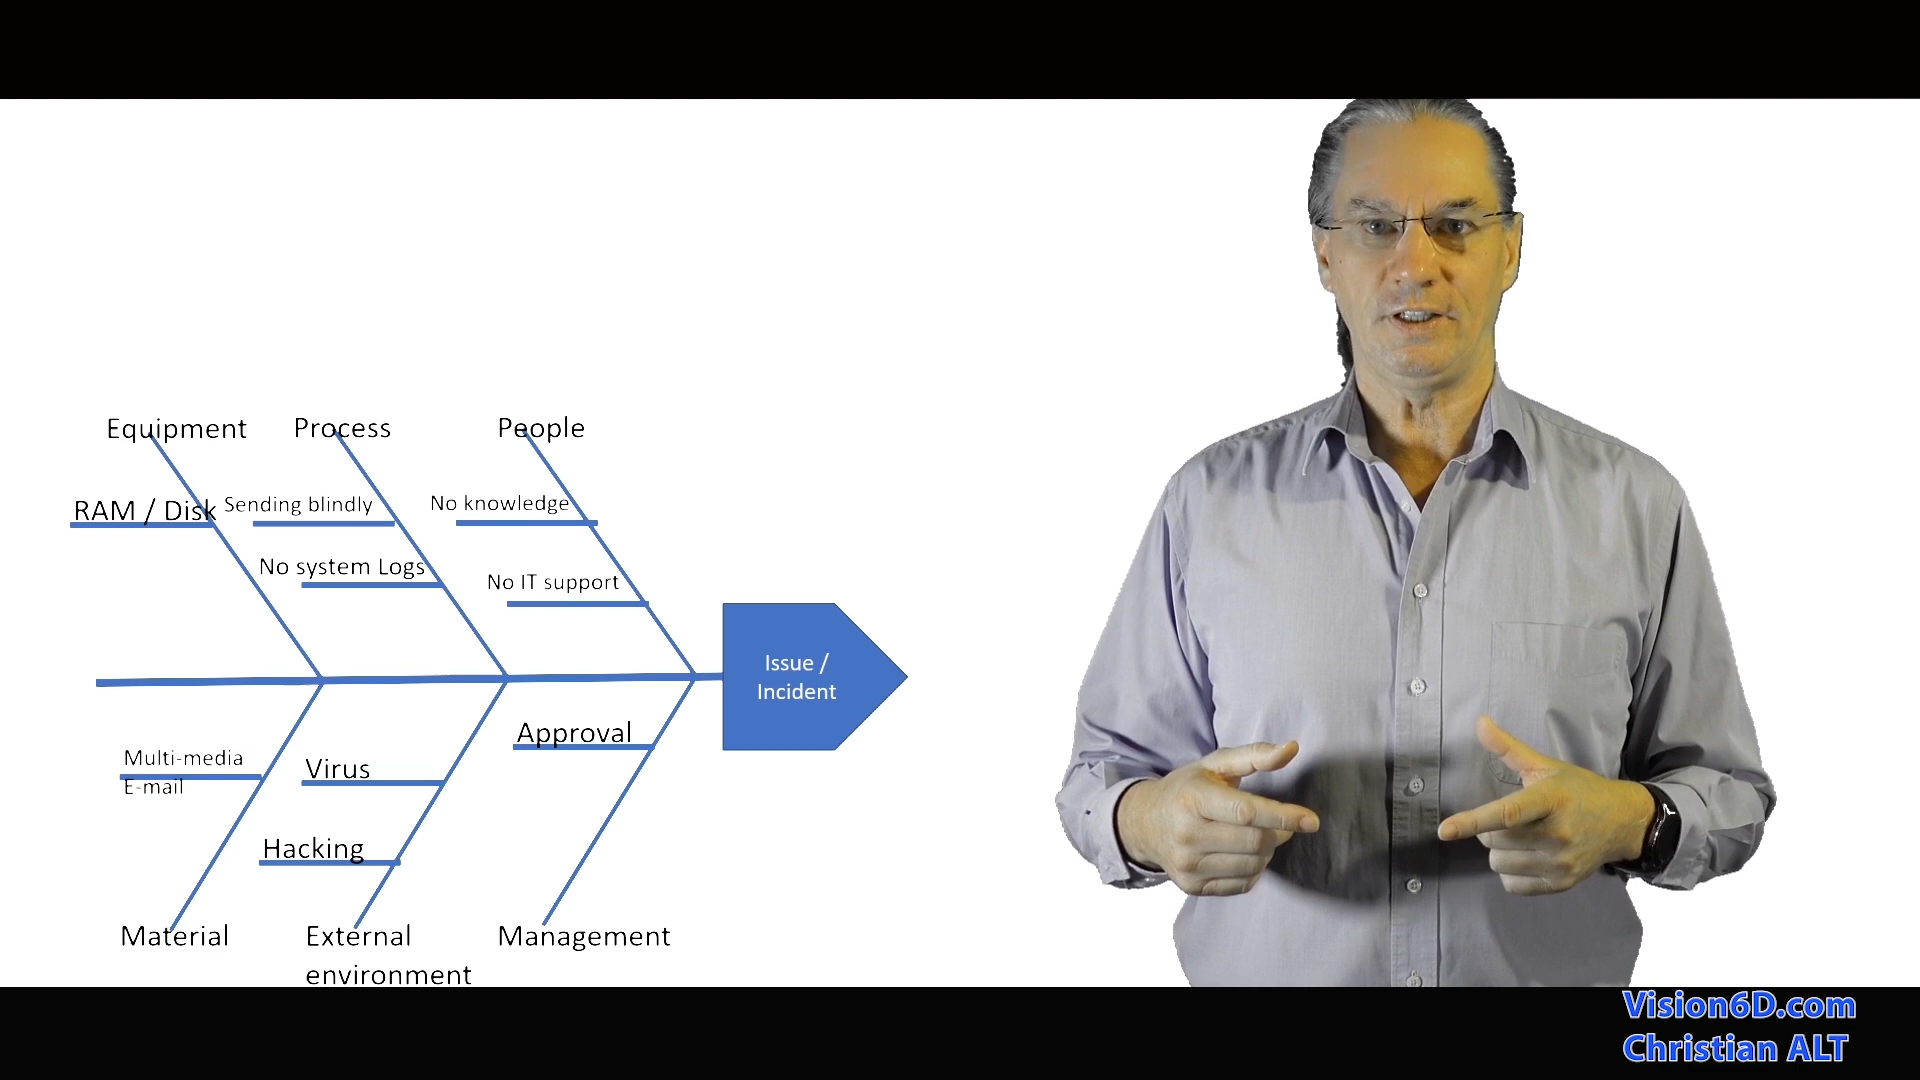 Equipment
Process
People
RAM / Disk
Sending blindly
No knowledge
No system Logs
No IT support
Issue /
Incident
Approval
Multi-media
E-mail
Virus
Hacking
Material
External
environment
Management
Vision6D.com
Christian ALT